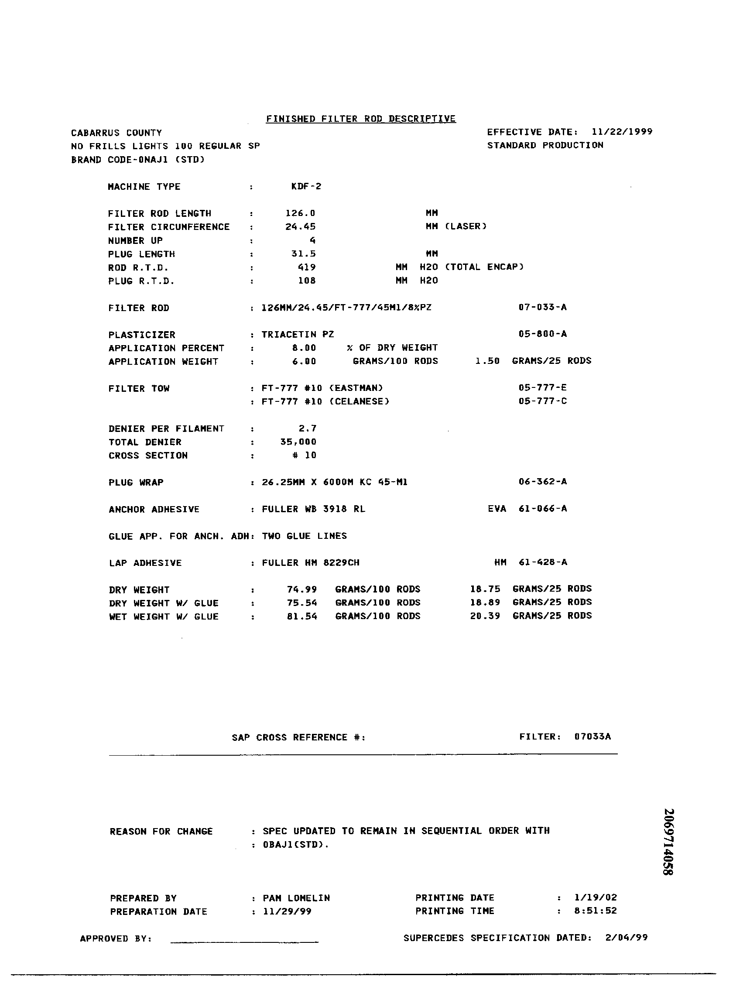 FINISHED FILTER ROD DESCRIPTIVE
CABARRUS COUNTY EFFECTIVE DATE: 11/22/1999
NO FRILLS LIGHTS 100 REGULAR SP STANDARD PRODUCTION
BRAND CODE-0NAJ1 (STD)
MACHINE TYPE : KDF-2
FILTER ROD LENGTH : 126.0 MM
FILTER CIRCUMFERENCE : 24.45 MM (LASER)
NUMBER UP : 4
PLUG LENGTH : 31.5 MM
ROD R.T.D. : 419 MM H2O (TOTAL ENCAP)
PLUG R.T.D. : 108 MM H2O
FILTER ROD : 126MM/24.45/FT-777/45M1/8%PZ 07-033-A
PLASTICIZER : TRIACETIN PZ 05-800-A
APPLICATION PERCENT : 8.00 % OF DRY WEIGHT
APPLICATION WEIGHT : 6.00 GRAMS/100 RODS 1.50 GRAMS/25 RODS
FILTER TOW : FT-777 #10 (EASTMAN) 05-777-E
: FT-777 #10 (CELANESE) 05-777-C
DENIER PER FILAMENT : 2.7
TOTAL DENIER : 35,000
CROSS SECTION : # 10
PLUG WRAP : 26.25MM X 6000M KC 45-M1 06-362-A
ANCHOR ADHESIVE : FULLER WB 3918 RL EVA 61-066-A
GLUE APP. FOR ANCH. ADH: TWO GLUE LINES
LAP ADHESIVE : FULLER HM 8229CH HM 61-428-A
DRY WEIGHT : 74.99 GRAMS/100 RODS 18.75 GRAMS/25 RODS
DRY WEIGHT W/ GLUE : 75.54 GRAMS/100 RODS 18.89 GRAMS/25 RODS
WET WEIGHT W/ GLUE : 81.54 GRAMS/100 RODS 20.39 GRAMS/25 RODS
SAP CROSS REFERENCE #: FILTER: 07033A
REASON FOR CHANGE : SPEC UPDATED TO REMAIN IN SEQUENTIAL ORDER WITH
: 0BAJ1(STD).
2069714058
PREPARED BY : PAM LOMELIN PRINTING DATE : 1/19/02
PREPARATION DATE : 11/29/99 PRINTING TIME : 8:51:52
APPROVED BY: SUPERCEDES SPECIFICATION DATED: 2/04/99